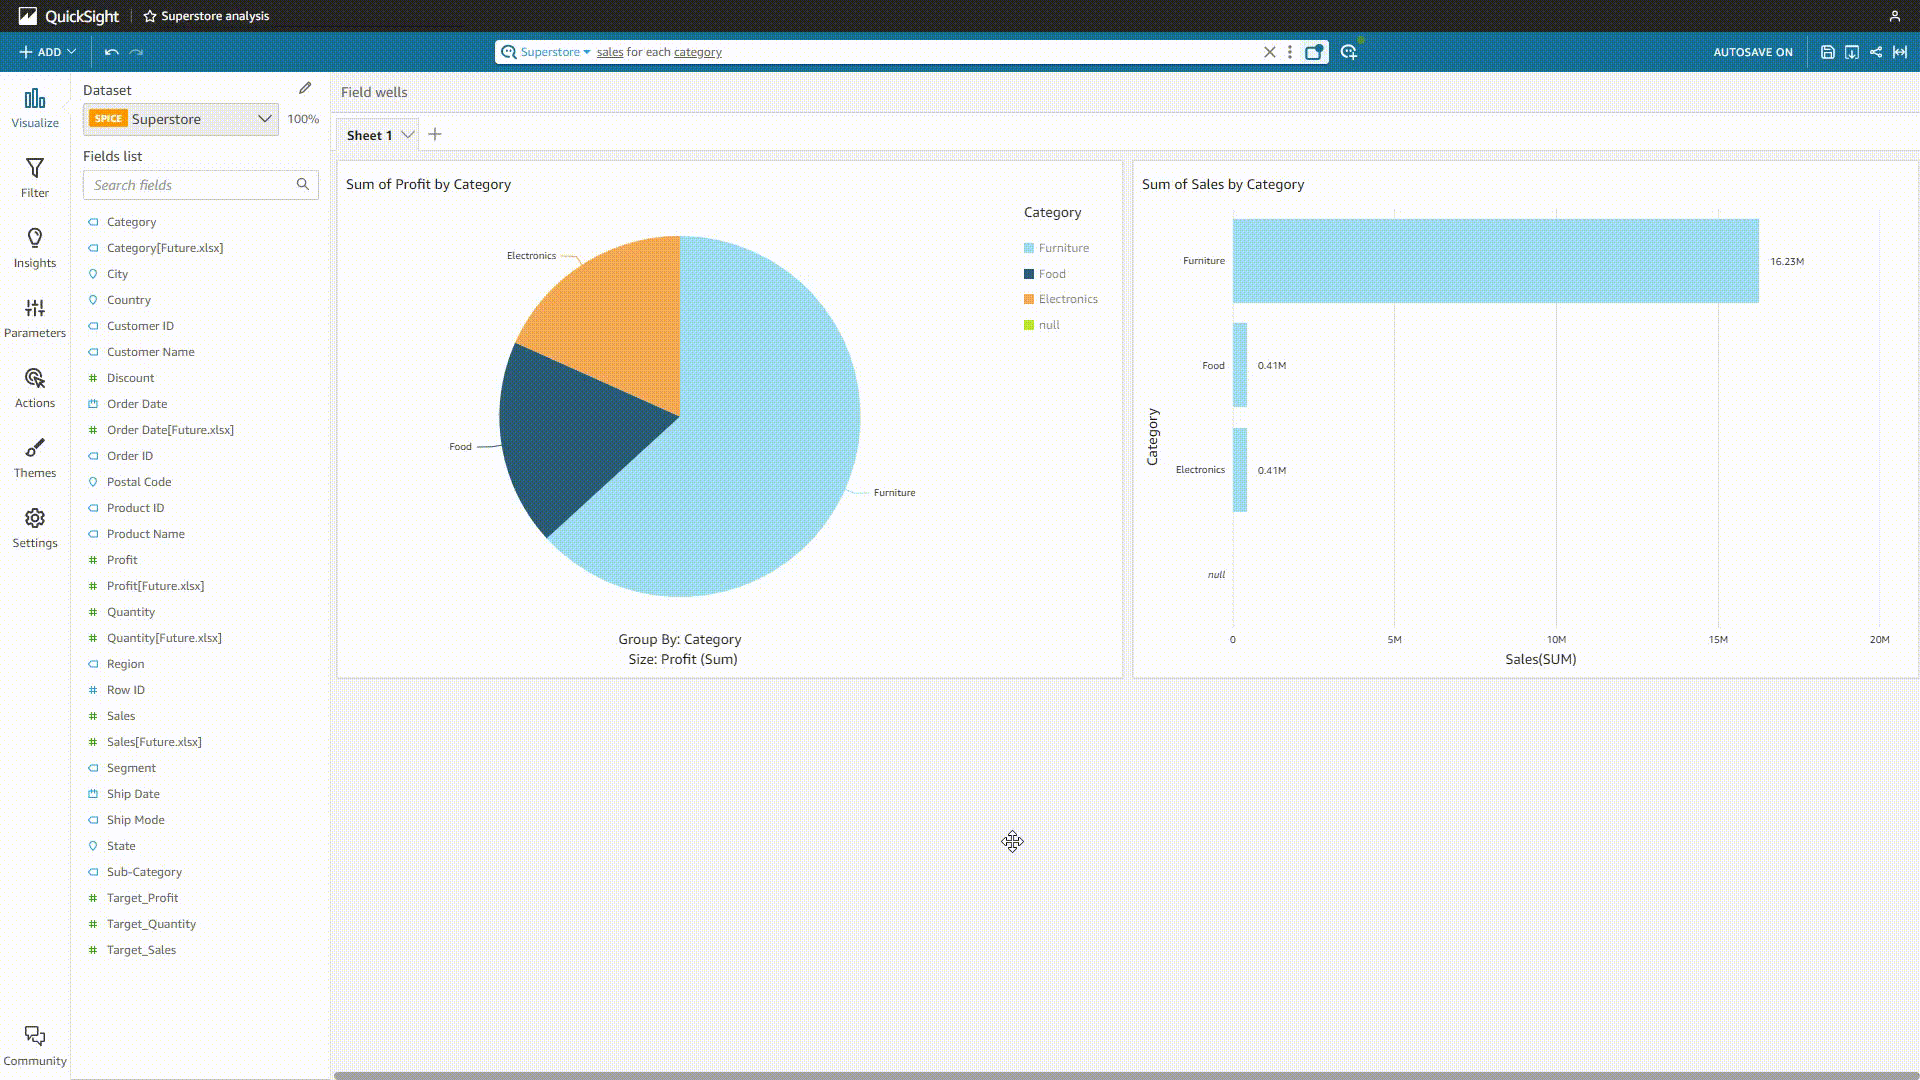 QuickSight
Superstore analysis
ADD
Superstore
sales for each category
AUTOSAVE ON
Visualize
Filter
Insights
Parameters
Actions
Themes
Settings
Community
Dataset
SPICE Superstore
100%
Fields list
Search fields
Category
Category[Future.xlsx]
City
Country
Customer ID
Customer Name
Discount
Order Date
Order Date[Future.xlsx]
Order ID
Postal Code
Product ID
Product Name
Profit
Profit[Future.xlsx]
Quantity
Quantity[Future.xlsx]
Region
Row ID
Sales
Sales[Future.xlsx]
Segment
Ship Date
Ship Mode
State
Sub-Category
Target_Profit
Target_Quantity
Target_Sales
Field wells
Sheet 1
Sum of Profit by Category
Category
Furniture
Food
Electronics
null
Electronics
Food
Furniture
Group By: Category
Size: Profit (Sum)
Sum of Sales by Category
Category
Furniture
16.23M
Food
0.41M
Electronics
0.41M
null
0
5M
10M
15M
20M
Sales(SUM)